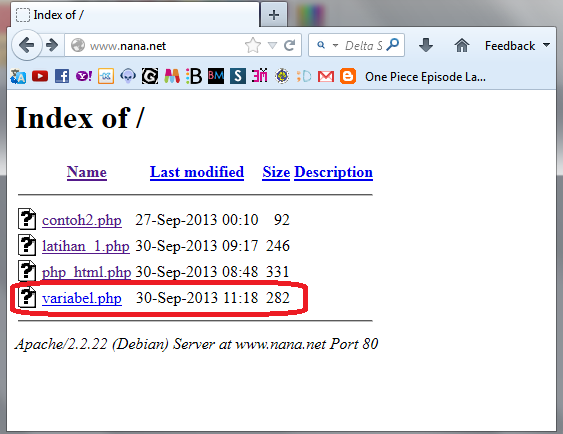 Index of /
www.nana.net
Delta S
Feedback
One Piece Episode La...
Index of /
Name Last modified Size Description
contoh2.php 27-Sep-2013 00:10 92
latihan_1.php 30-Sep-2013 09:17 246
php_html.php 30-Sep-2013 08:48 331
variabel.php 30-Sep-2013 11:18 282
Apache/2.2.22 (Debian) Server at www.nana.net Port 80